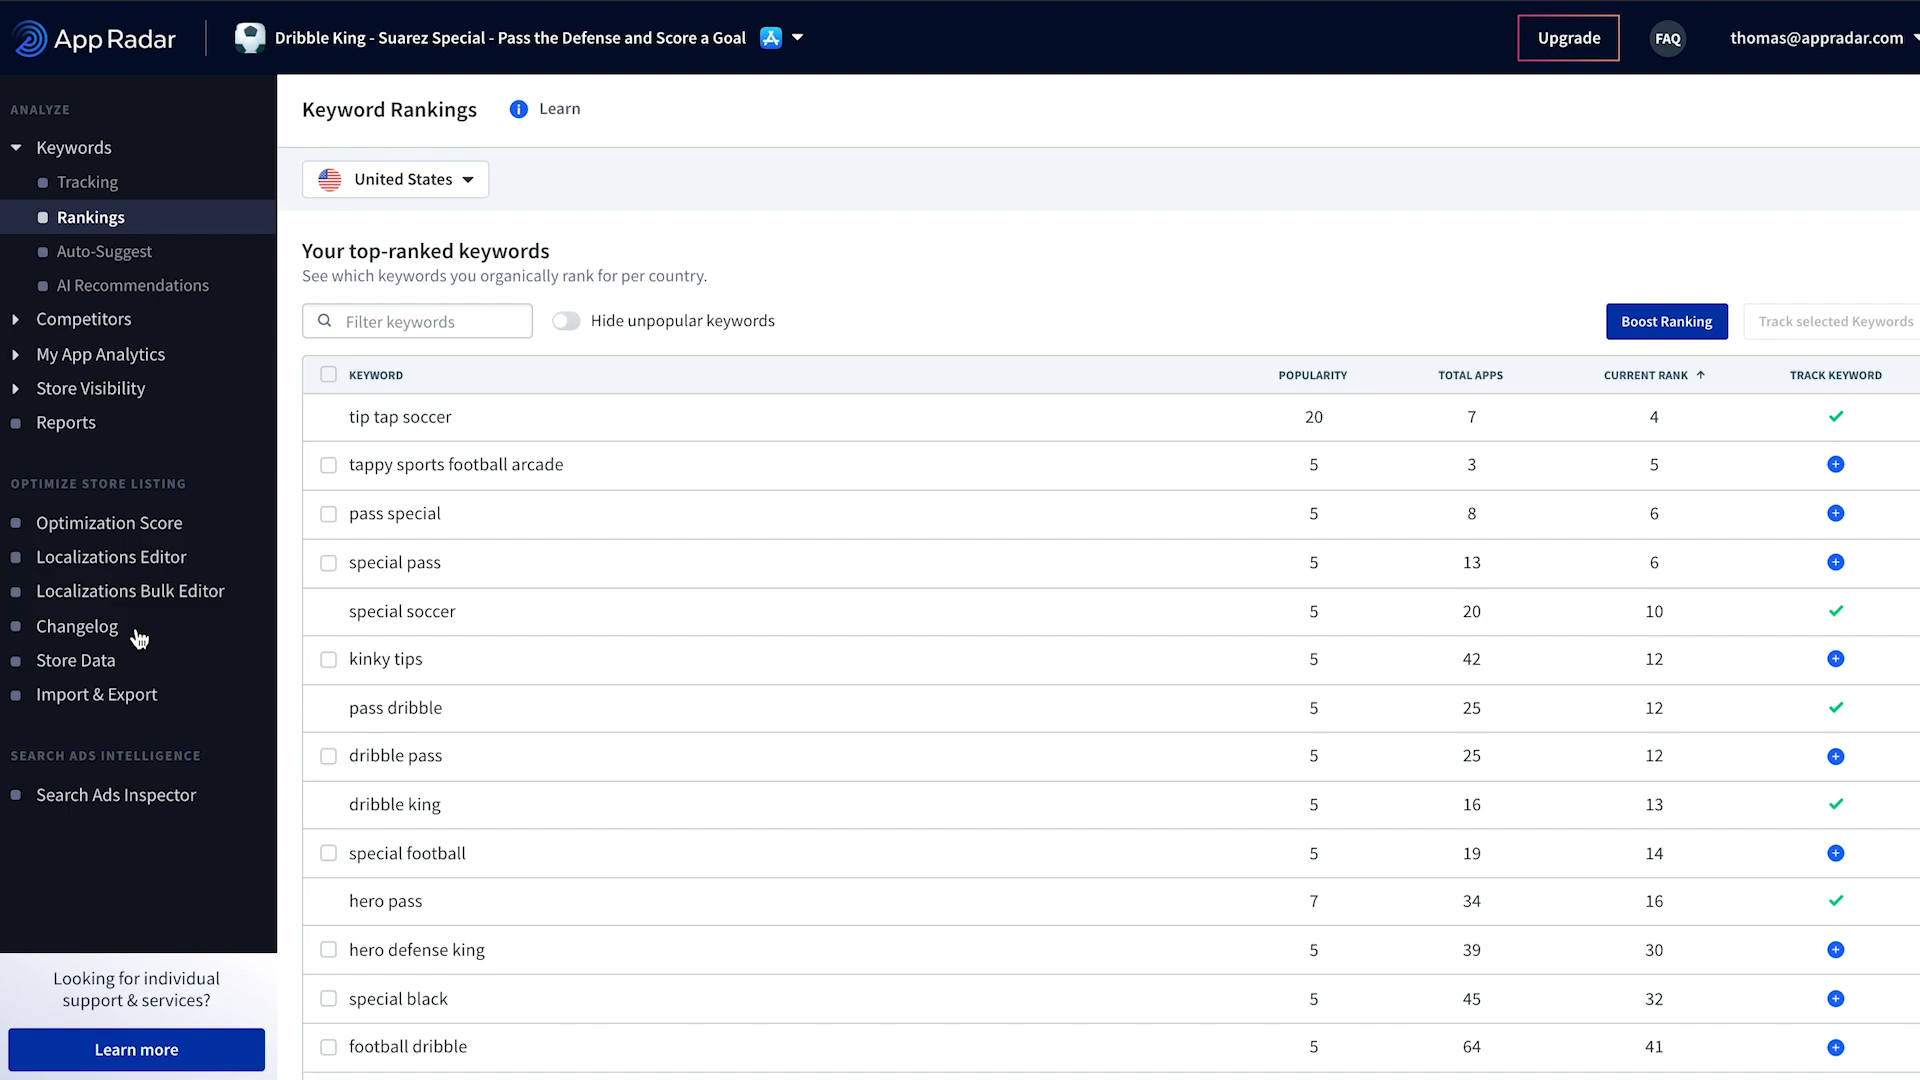 App Radar
Dribble King - Suarez Special - Pass the Defense and Score a Goal
Upgrade
FAQ
thomas@appradar.com
ANALYZE
Keywords
Tracking
Rankings
Auto-Suggest
AI Recommendations
Competitors
My App Analytics
Store Visibility
Reports
OPTIMIZE STORE LISTING
Optimization Score
Localizations Editor
Localizations Bulk Editor
Changelog
Store Data
Import & Export
SEARCH ADS INTELLIGENCE
Search Ads Inspector
Looking for individual
support & services?
Learn more
Keyword Rankings
Learn
United States
Your top-ranked keywords
See which keywords you organically rank for per country.
Filter keywords
Hide unpopular keywords
Boost Ranking
Track selected Keywords
KEYWORD POPULARITY TOTAL APPS CURRENT RANK TRACK KEYWORD
tip tap soccer 20 7 4
tappy sports football arcade 5 3 5
pass special 5 8 6
special pass 5 13 6
special soccer 5 20 10
kinky tips 5 42 12
pass dribble 5 25 12
dribble pass 5 25 12
dribble king 5 16 13
special football 5 19 14
hero pass 7 34 16
hero defense king 5 39 30
special black 5 45 32
football dribble 5 64 41